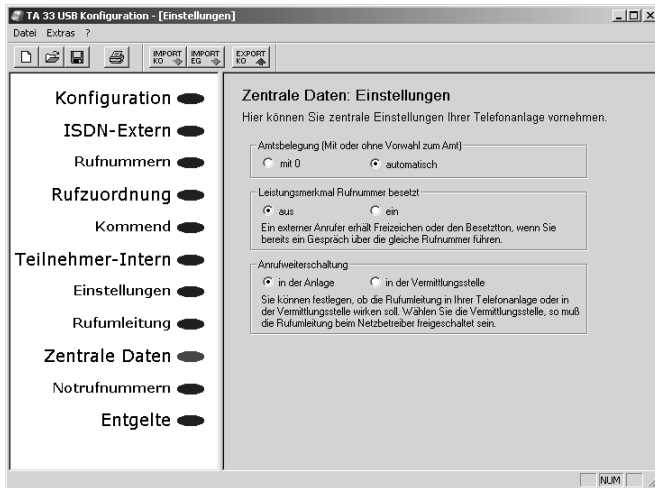 TA 33 USB Konfiguration - [Einstellungen]
Datei Extras ?
IMPORT KO IMPORT EG EXPORT KO
Konfiguration
ISDN-Extern
Rufnummern
Rufzuordnung
Kommend
Teilnehmer-Intern
Einstellungen
Rufumleitung
Zentrale Daten
Notrufnummern
Entgelte
Zentrale Daten: Einstellungen
Hier können Sie zentrale Einstellungen Ihrer Telefonanlage vornehmen.
Amtsbelegung (Mit oder ohne Vorwahl zum Amt)
mit 0 automatisch
Leistungsmerkmal Rufnummer besetzt
aus ein
Ein externer Anrufer erhält Freizeichen oder den Besetztton, wenn Sie
bereits ein Gespräch über die gleiche Rufnummer führen.
Anrufweiterschaltung
in der Anlage in der Vermittlungsstelle
Sie können festlegen, ob die Rufumleitung in Ihrer Telefonanlage oder in
der Vermittlungsstelle wirken soll. Wählen Sie die Vermittlungsstelle, so muß
die Rufumleitung beim Netzbetreiber freigeschaltet sein.
NUM